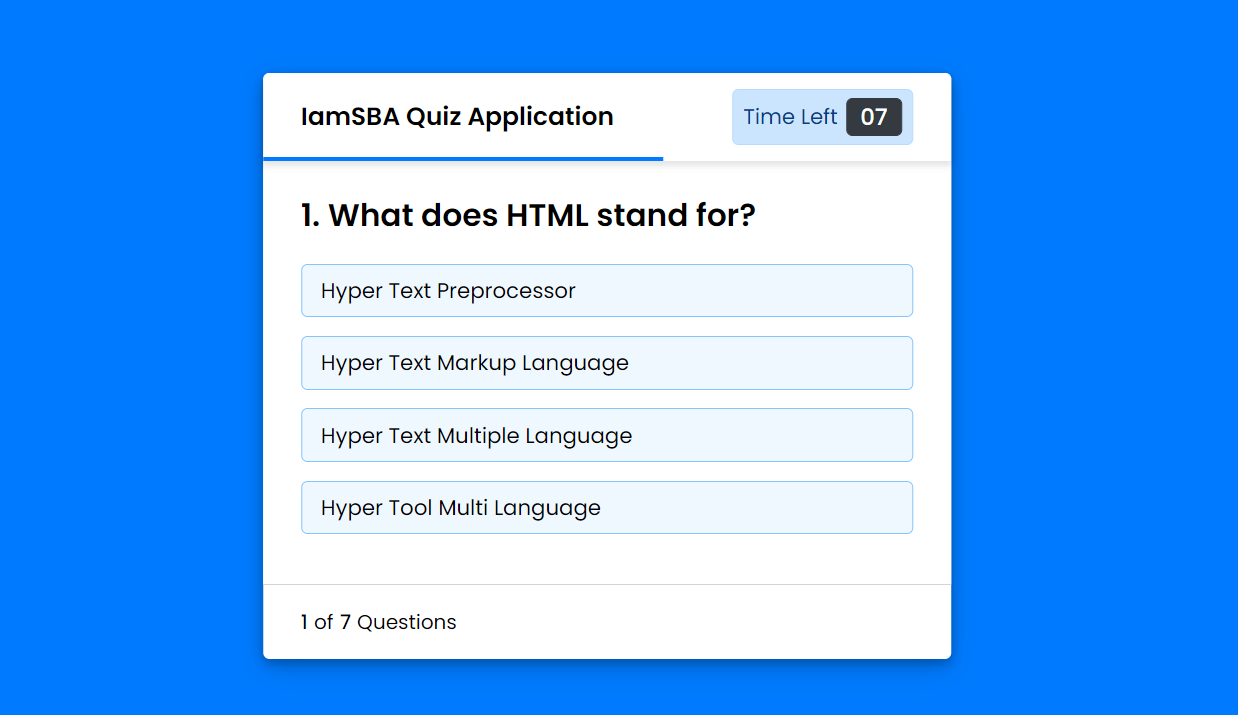 IamSBA Quiz Application
Time Left 07
1. What does HTML stand for?
Hyper Text Preprocessor
Hyper Text Markup Language
Hyper Text Multiple Language
Hyper Tool Multi Language
1 of 7 Questions